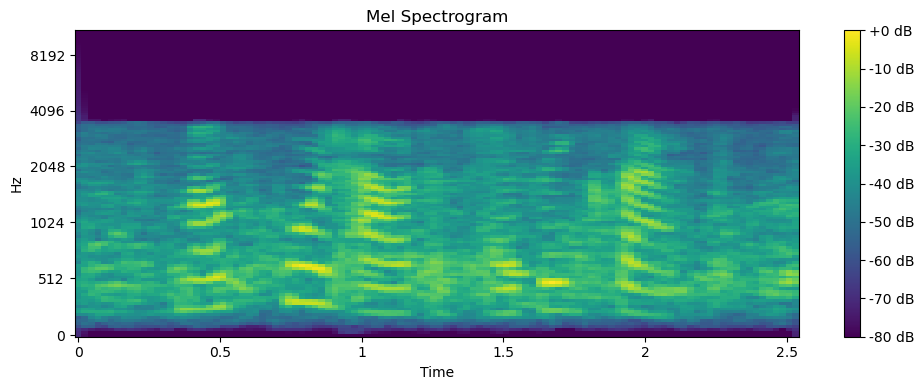 Mel Spectrogram
+0 dB
8192
-10 dB
4096
-20 dB
-30 dB
2048
Hz
-40 dB
1024
-50 dB
512
-60 dB
-70 dB
0
-80 dB
0
0.5
1
1.5
2
2.5
Time